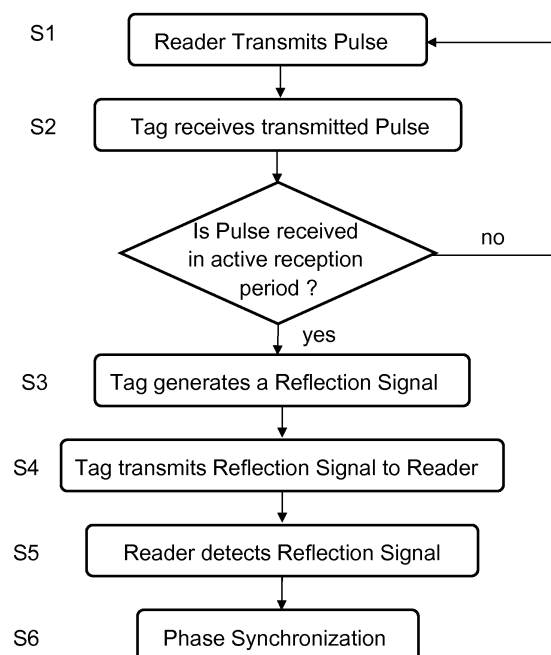 S1
Reader Transmits Pulse
S2
Tag receives transmitted Pulse
Is Pulse received
in active reception
period ?
no
yes
S3
Tag generates a Reflection Signal
S4
Tag transmits Reflection Signal to Reader
S5
Reader detects Reflection Signal
S6
Phase Synchronization